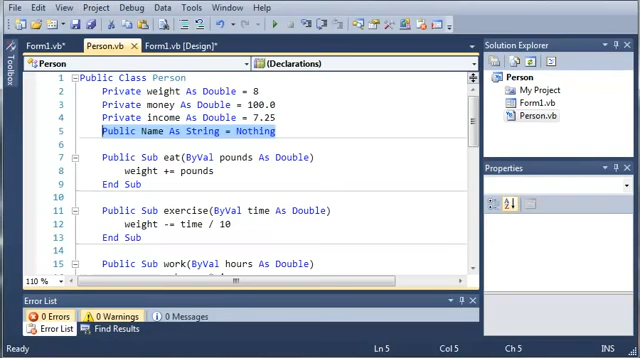 File Edit View Project Debug Data Tools Window Help
Form1.vb* Person.vb Form1.vb [Design]*
Toolbox
Person (Declarations)
1 Public Class Person
2 Private weight As Double = 8
3 Private money As Double = 100.0
4 Private income As Double = 7.25
5 Public Name As String = Nothing
6
7 Public Sub eat(ByVal pounds As Double)
8 weight += pounds
9 End Sub
10
11 Public Sub exercise(ByVal time As Double)
12 weight -= time / 10
13 End Sub
14
15 Public Sub work(ByVal hours As Double)
110 %
Error List
0 Errors 0 Warnings 0 Messages
Error List Find Results
Ready Ln 5 Col 5 Ch 5 INS
Solution Explorer
Person
My Project
Form1.vb
Person.vb
Properties